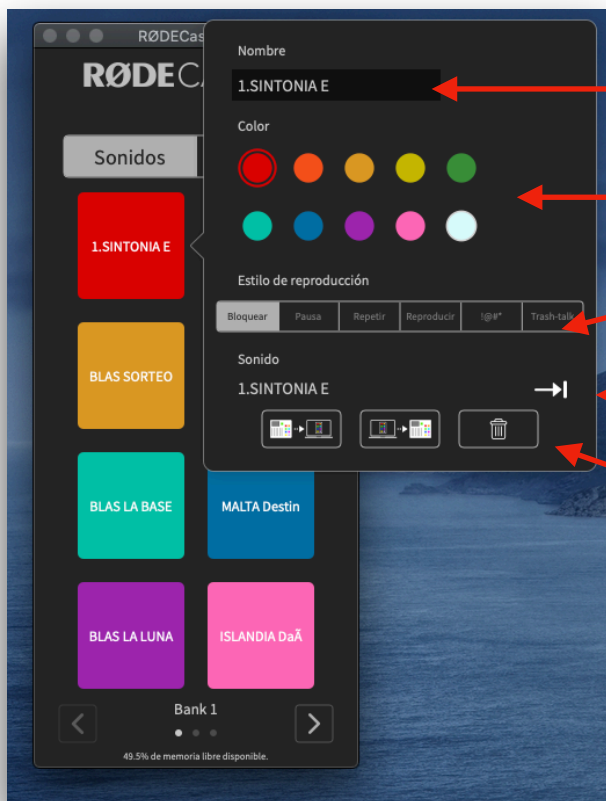 RØDECas
RØDEC
Sonidos
1.SINTONIA E
BLAS SORTEO
BLAS LA BASE
MALTA Destin
BLAS LA LUNA
ISLANDIA DaÃ
Bank 1
49.5% de memoria libre disponible.
Nombre
1.SINTONIA E
Color
Estilo de reproducción
Bloquear Pausa Repetir Reproducir !@#* Trash-talk
Sonido
1.SINTONIA E